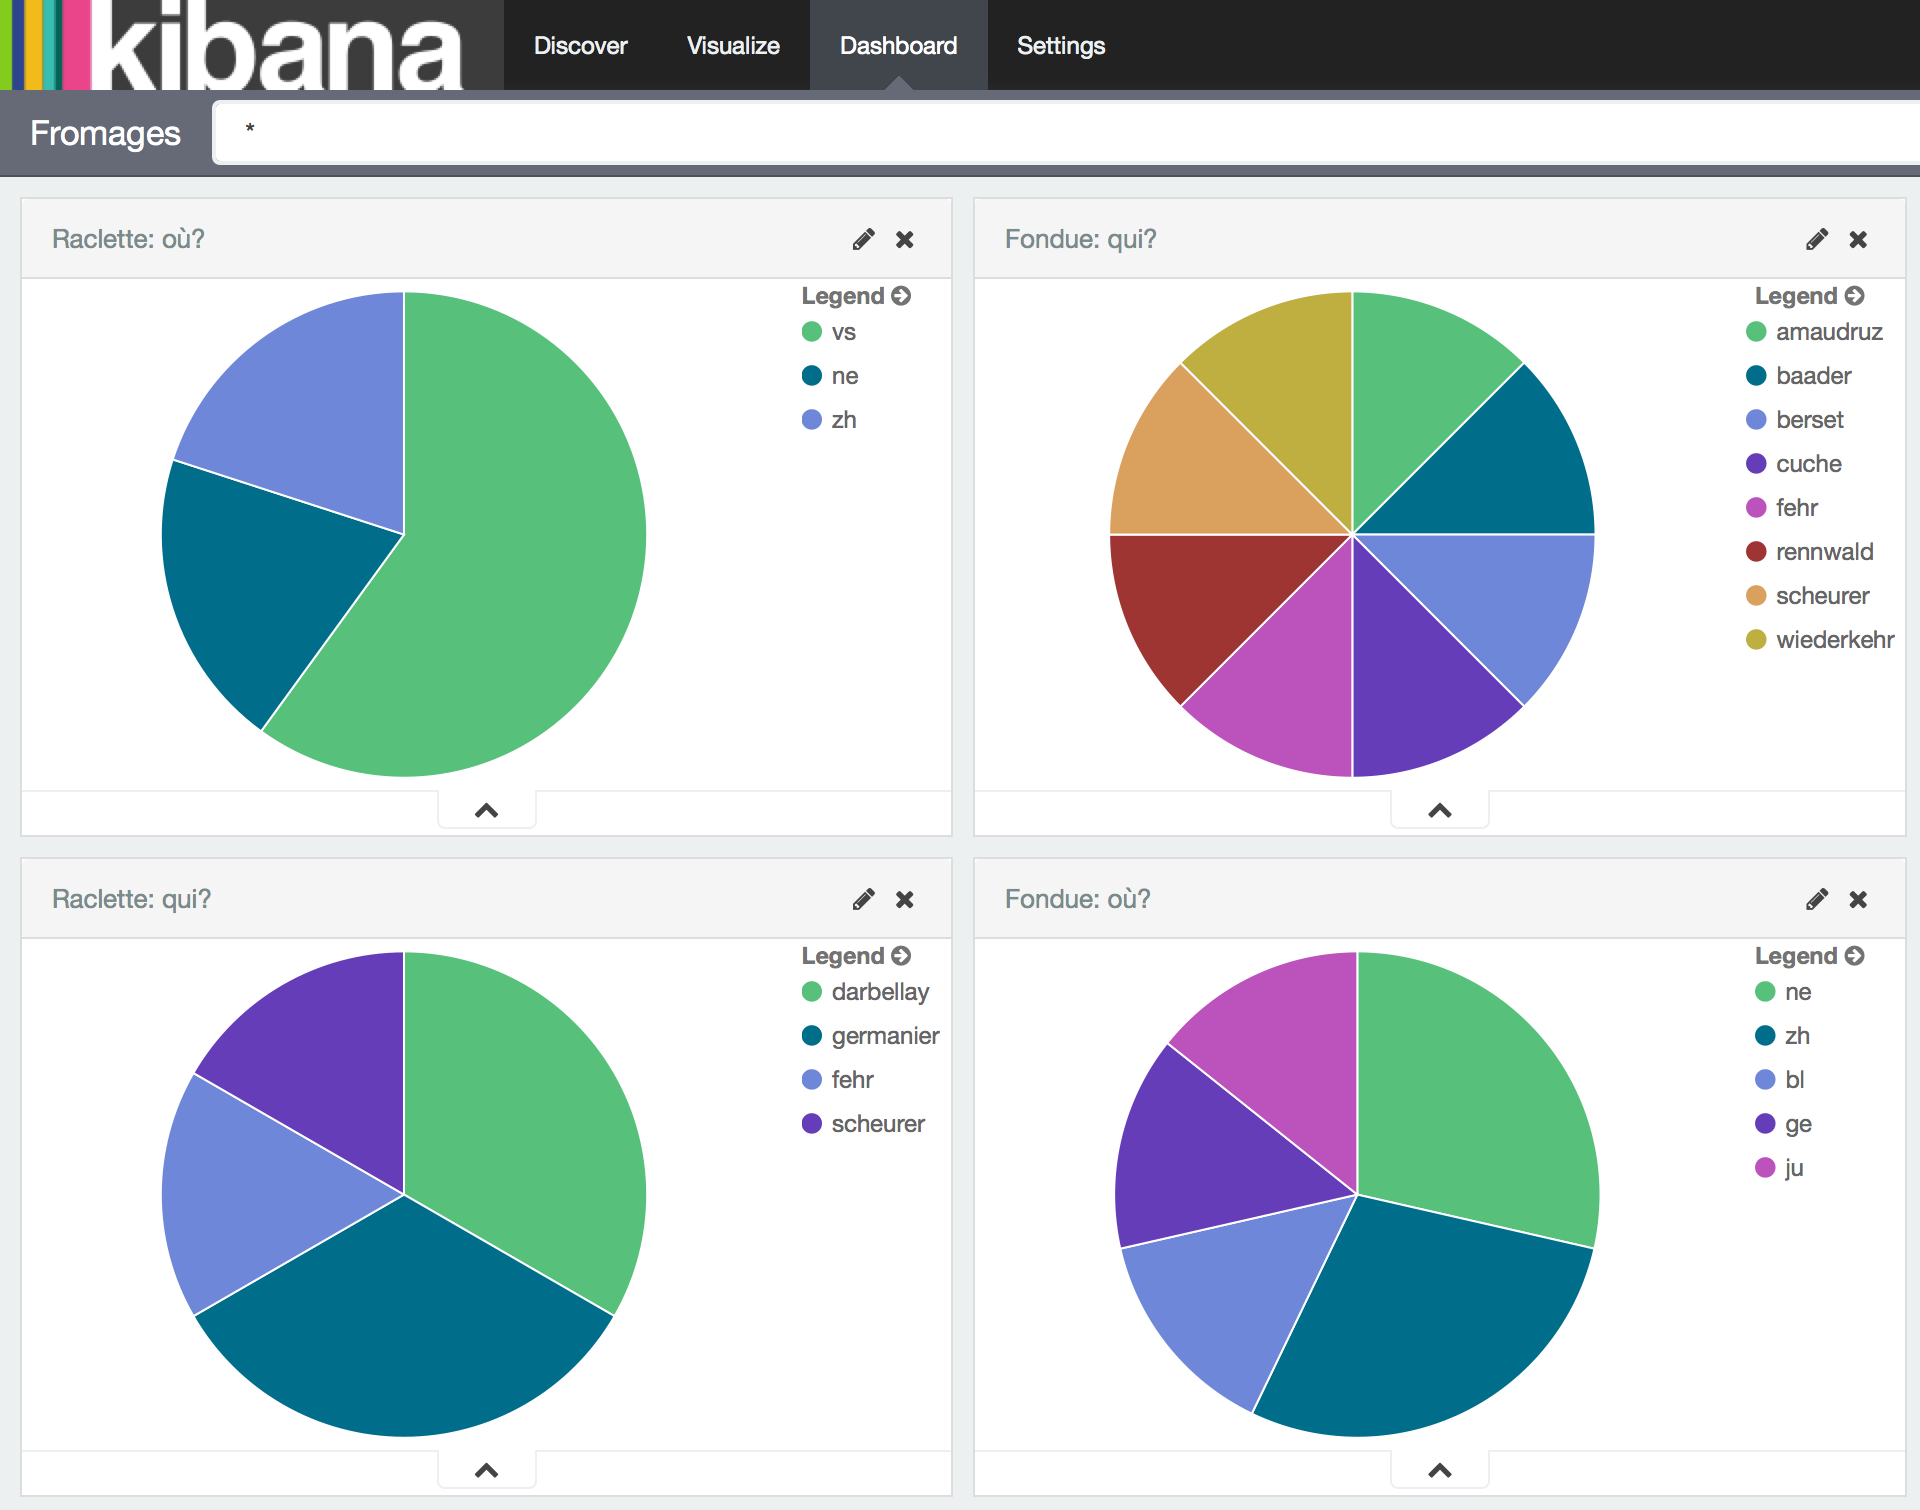 kibana
Discover Visualize Dashboard Settings
Fromages *
Raclette: où?
Legend
vs
ne
zh
Fondue: qui?
Legend
amaudruz
baader
berset
cuche
fehr
rennwald
scheurer
wiederkehr
Raclette: qui?
Legend
darbellay
germanier
fehr
scheurer
Fondue: où?
Legend
ne
zh
bl
ge
ju